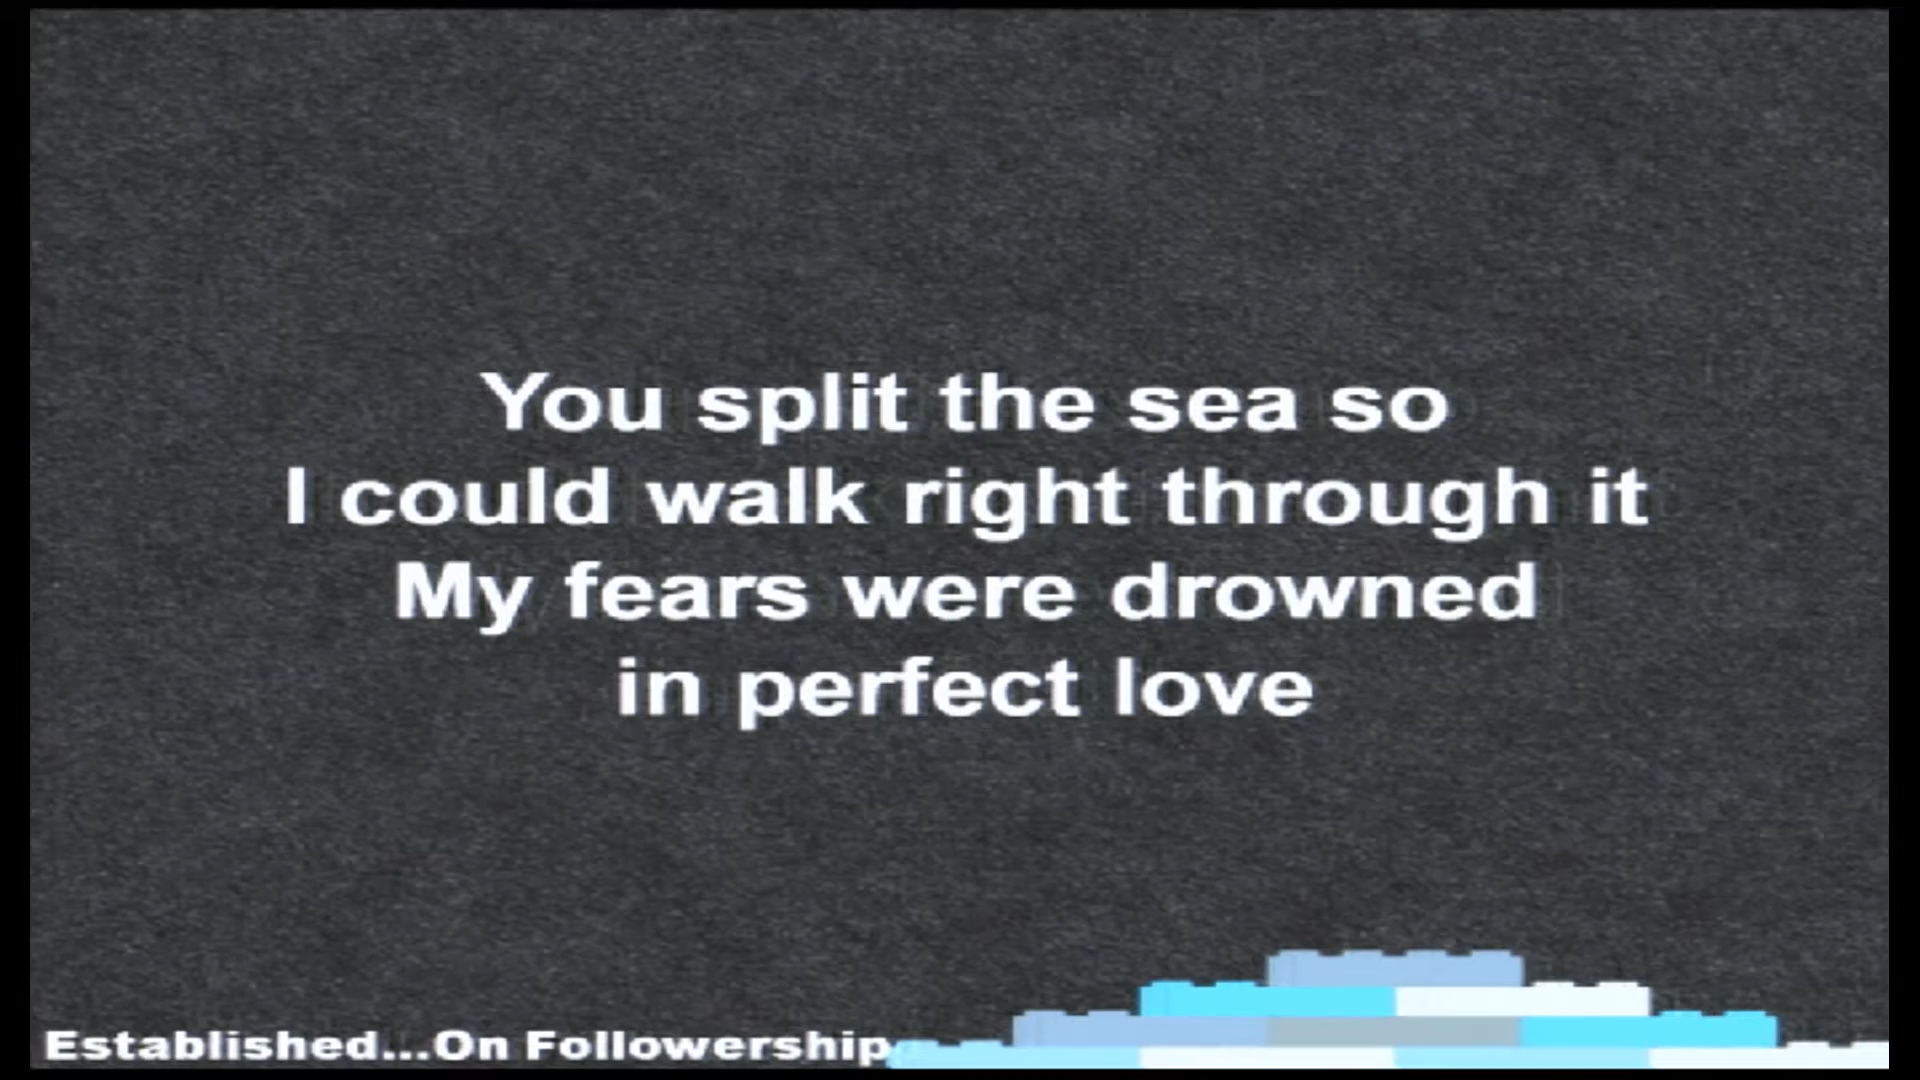 You split the sea so
I could walk right through it
My fears were drowned
in perfect love
Established...On Followership